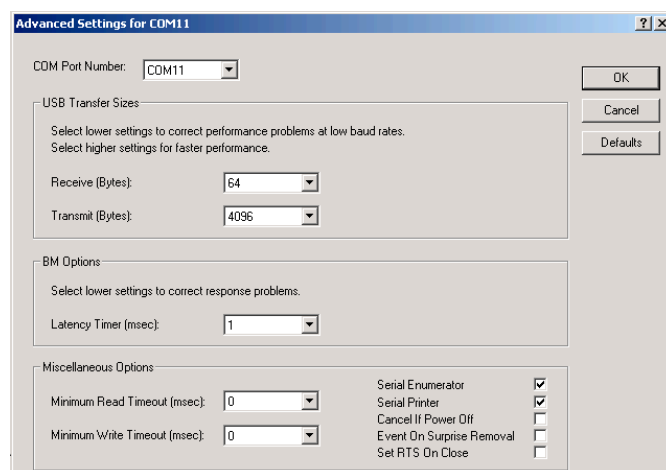 Advanced Settings for COM11
COM Port Number: COM11
OK
Cancel
Defaults
USB Transfer Sizes
Select lower settings to correct performance problems at low baud rates.
Select higher settings for faster performance.
Receive (Bytes): 64
Transmit (Bytes): 4096
BM Options
Select lower settings to correct response problems.
Latency Timer (msec): 1
Miscellaneous Options
Minimum Read Timeout (msec): 0
Minimum Write Timeout (msec): 0
Serial Enumerator
Serial Printer
Cancel If Power Off
Event On Surprise Removal
Set RTS On Close